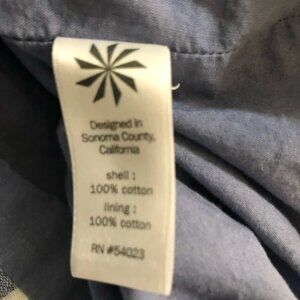 Designed in
Sonoma County,
California
shell :
100% cotton
lining :
100% cotton
RN #54023